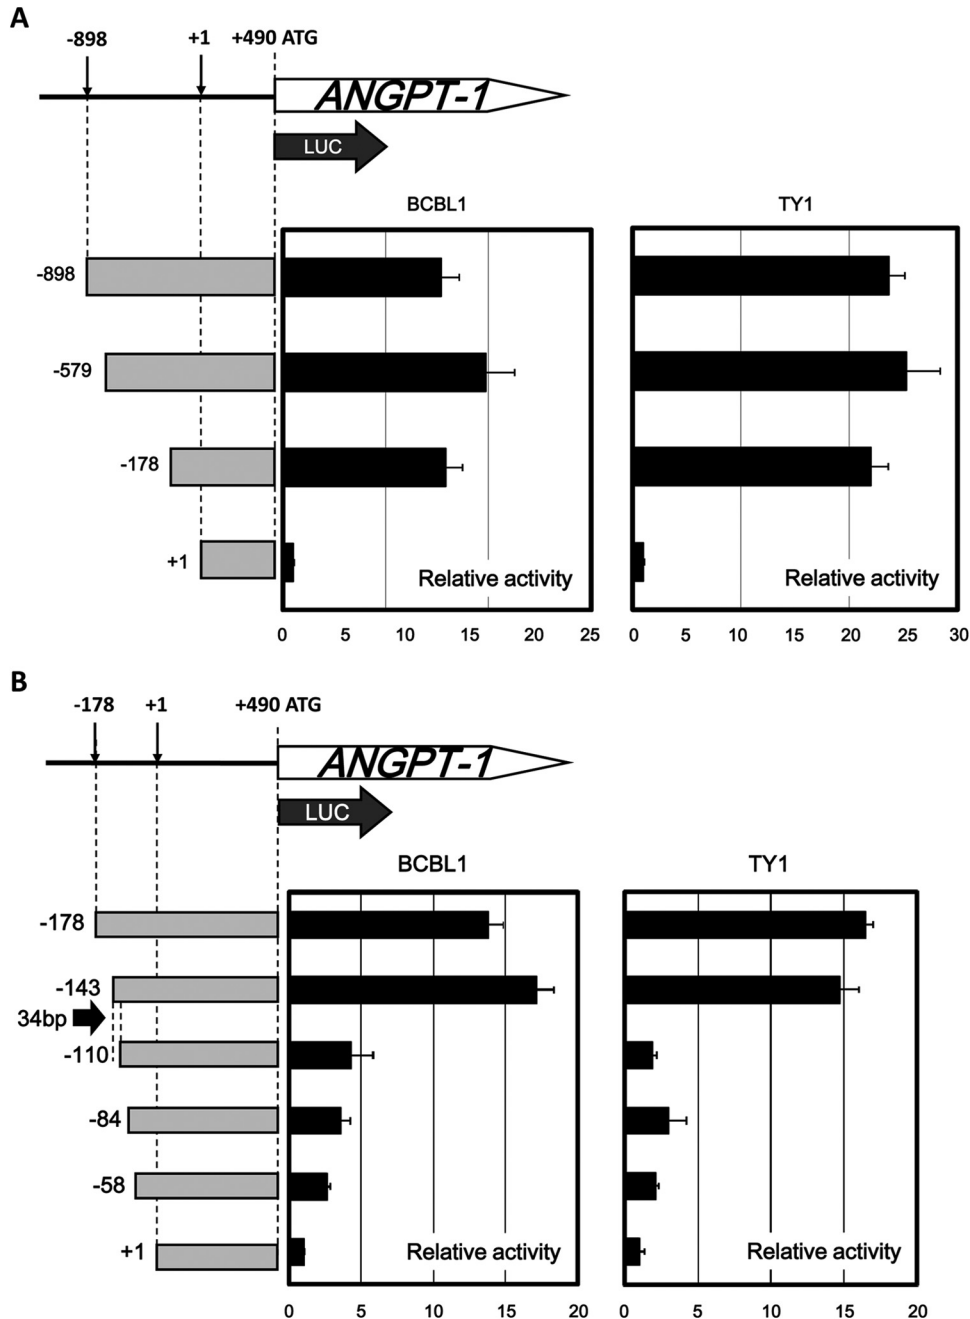 A
-898 +1 +490 ATG
ANGPT-1
LUC
BCBL1 TY1
-898
-579
-178
+1
Relative activity Relative activity
0 5 10 15 20 25 0 5 10 15 20 25 30
B
-178 +1 +490 ATG
ANGPT-1
LUC
BCBL1 TY1
-178
-143
34bp
-110
-84
-58
+1
Relative activity Relative activity
0 5 10 15 20 0 5 10 15 20